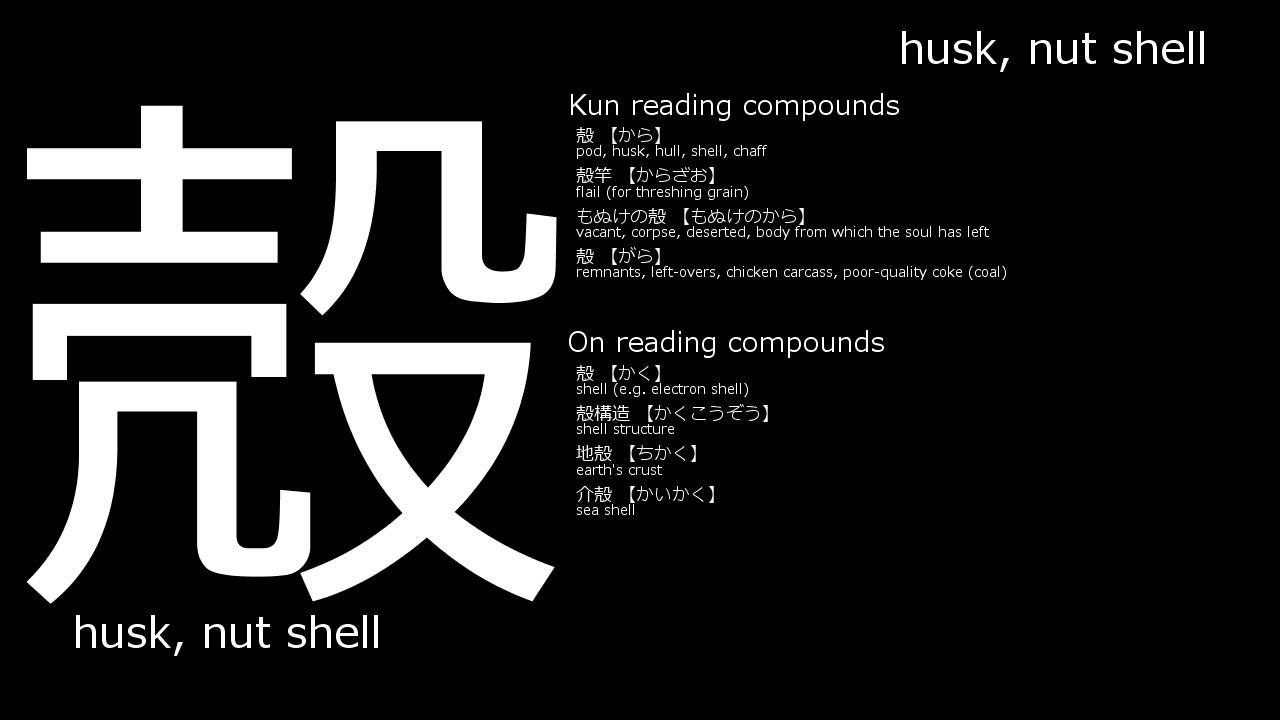 husk, nut shell
殻
husk, nut shell
Kun reading compounds
殻 【から】
pod, husk, hull, shell, chaff
殻竿 【からざお】
flail (for threshing grain)
もぬけの殻 【もぬけのから】
vacant, corpse, deserted, body from which the soul has left
殻 【がら】
remnants, left-overs, chicken carcass, poor-quality coke (coal)
On reading compounds
殻 【かく】
shell (e.g. electron shell)
殻構造 【かくこうぞう】
shell structure
地殻 【ちかく】
earth's crust
介殻 【かいかく】
sea shell